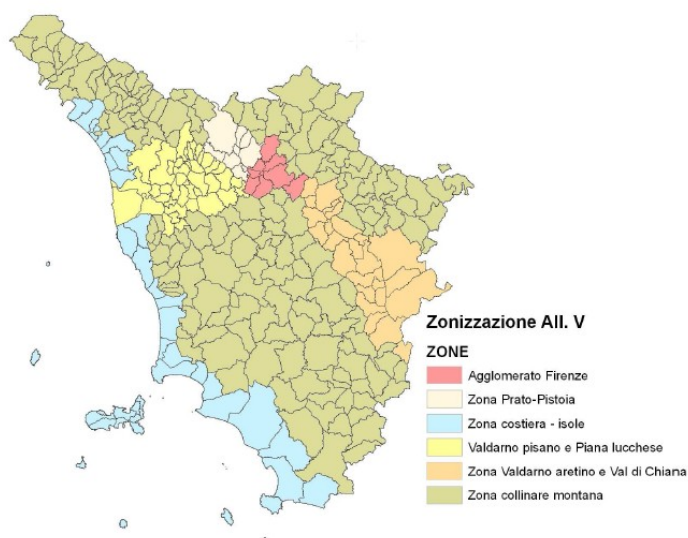 Zonizzazione All. V
ZONE
Agglomerato Firenze
Zona Prato-Pistoia
Zona costiera - isole
Valdarno pisano e Piana lucchese
Zona Valdarno aretino e Val di Chiana
Zona collinare montana